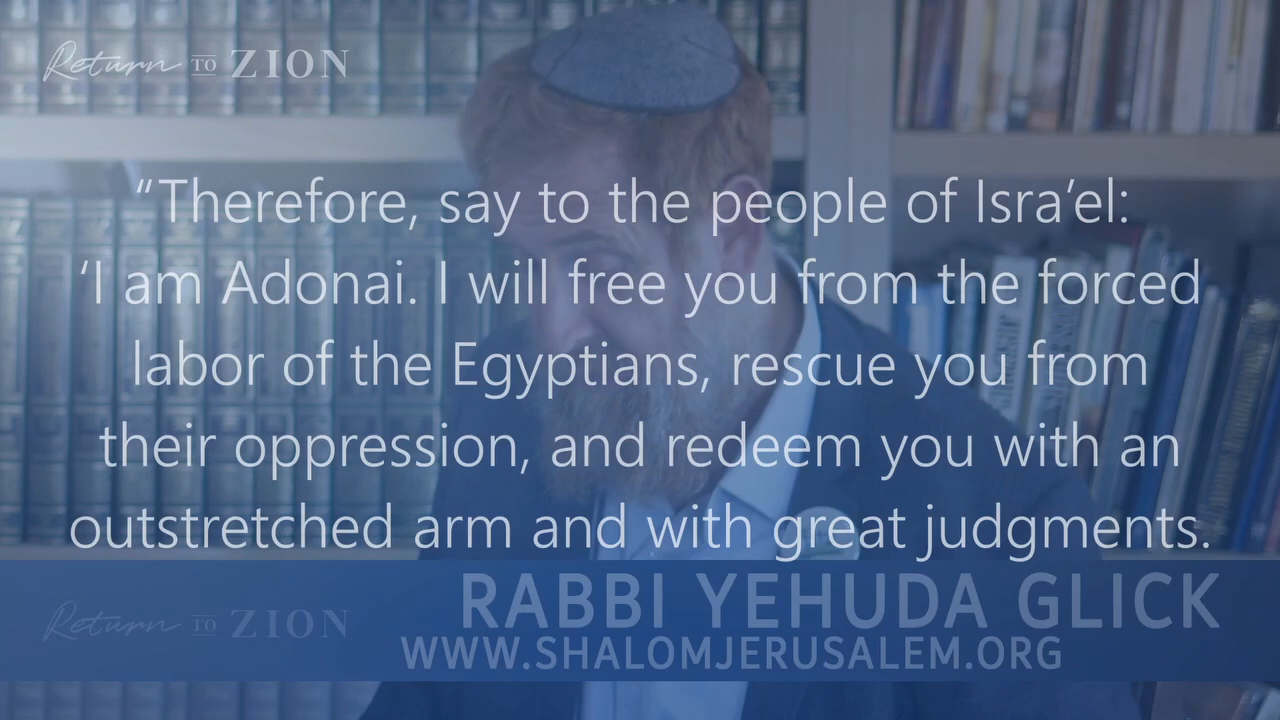 Return TO ZION
“Therefore, say to the people of Isra’el:
‘I am Adonai. I will free you from the forced
labor of the Egyptians, rescue you from
their oppression, and redeem you with an
outstretched arm and with great judgments.
RABBI YEHUDA GLICK
Return TO ZION
WWW.SHALOMJERUSALEM.ORG